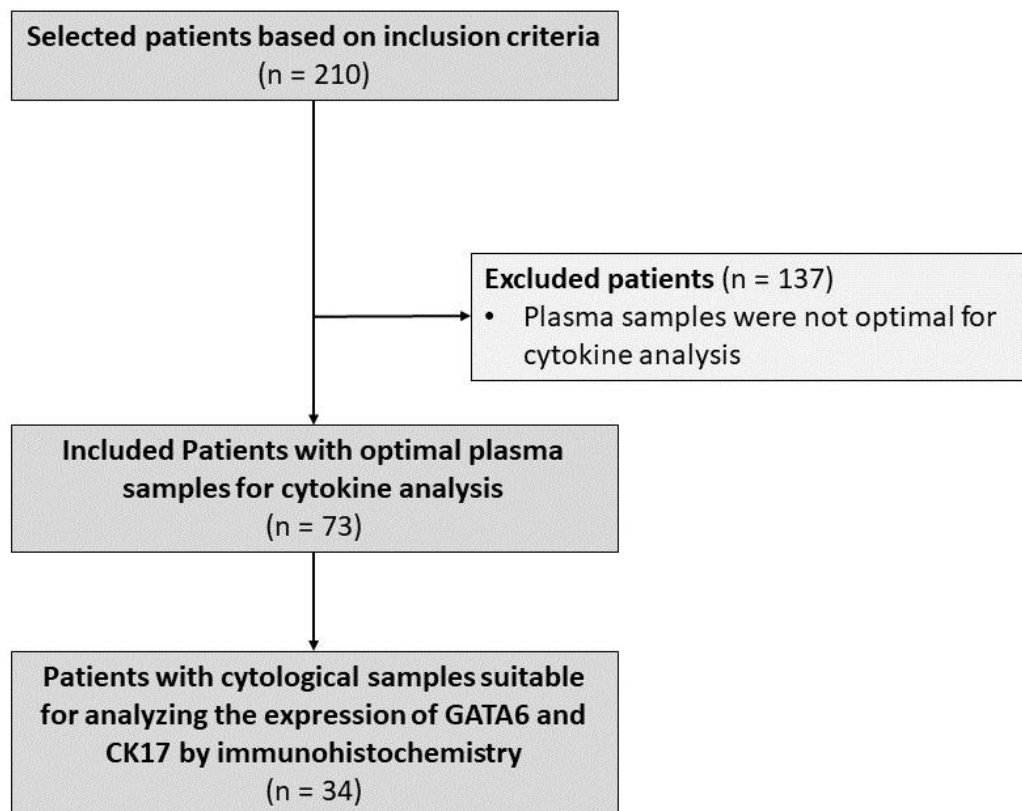 Selected patients based on inclusion criteria
(n = 210)
Excluded patients (n = 137)
• Plasma samples were not optimal for
cytokine analysis
Included Patients with optimal plasma
samples for cytokine analysis
(n = 73)
Patients with cytological samples suitable
for analyzing the expression of GATA6 and
CK17 by immunohistochemistry
(n = 34)